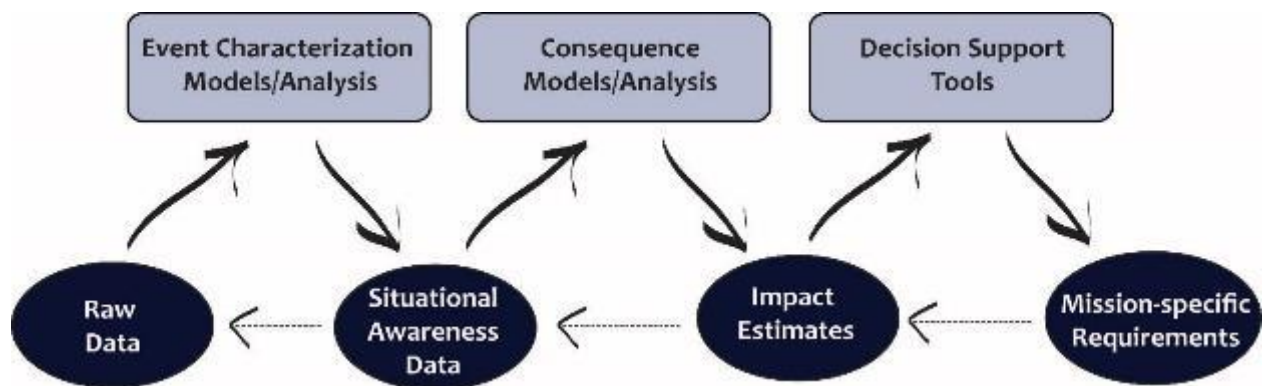 Event Characterization
Models/Analysis
Consequence
Models/Analysis
Decision Support
Tools
Raw
Data
Situational
Awareness
Data
Impact
Estimates
Mission-specific
Requirements